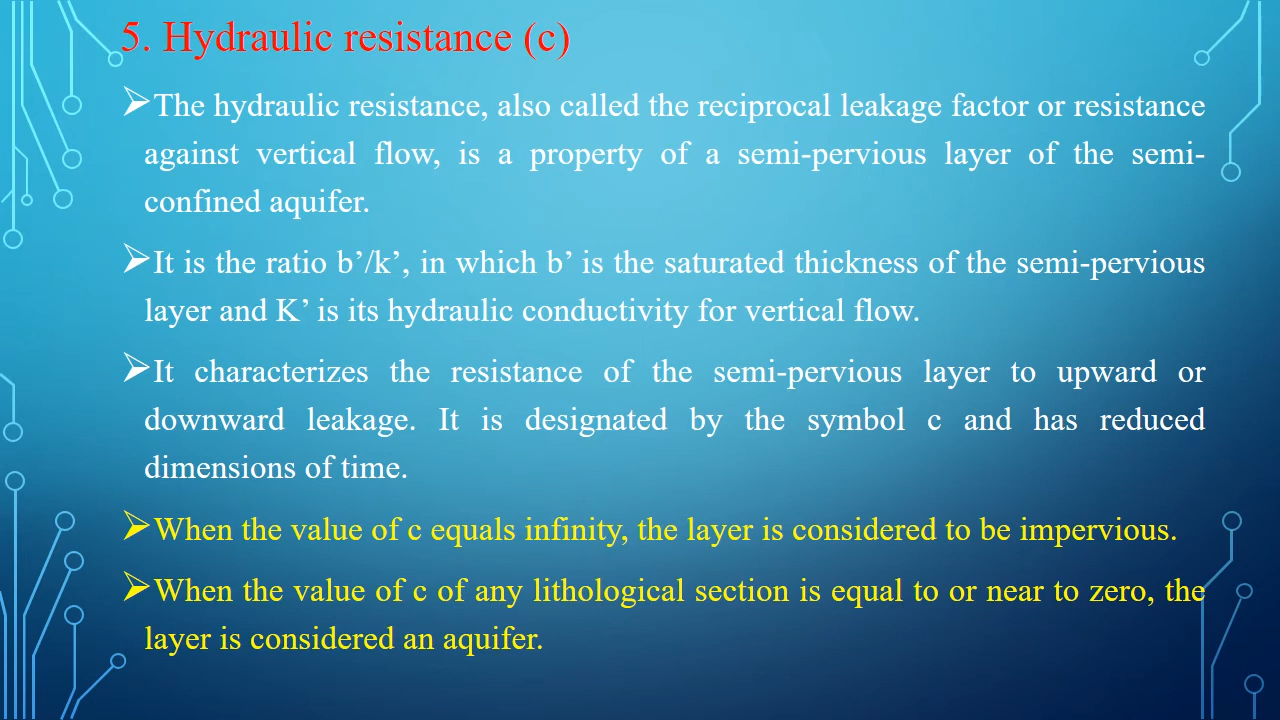 5. Hydraulic resistance (c)
➢The hydraulic resistance, also called the reciprocal leakage factor or resistance
against vertical flow, is a property of a semi-pervious layer of the semi-
confined aquifer.
➢It is the ratio b’/k’, in which b’ is the saturated thickness of the semi-pervious
layer and K’ is its hydraulic conductivity for vertical flow.
➢It characterizes the resistance of the semi-pervious layer to upward or
downward leakage. It is designated by the symbol c and has reduced
dimensions of time.
➢When the value of c equals infinity, the layer is considered to be impervious.
➢When the value of c of any lithological section is equal to or near to zero, the
layer is considered an aquifer.